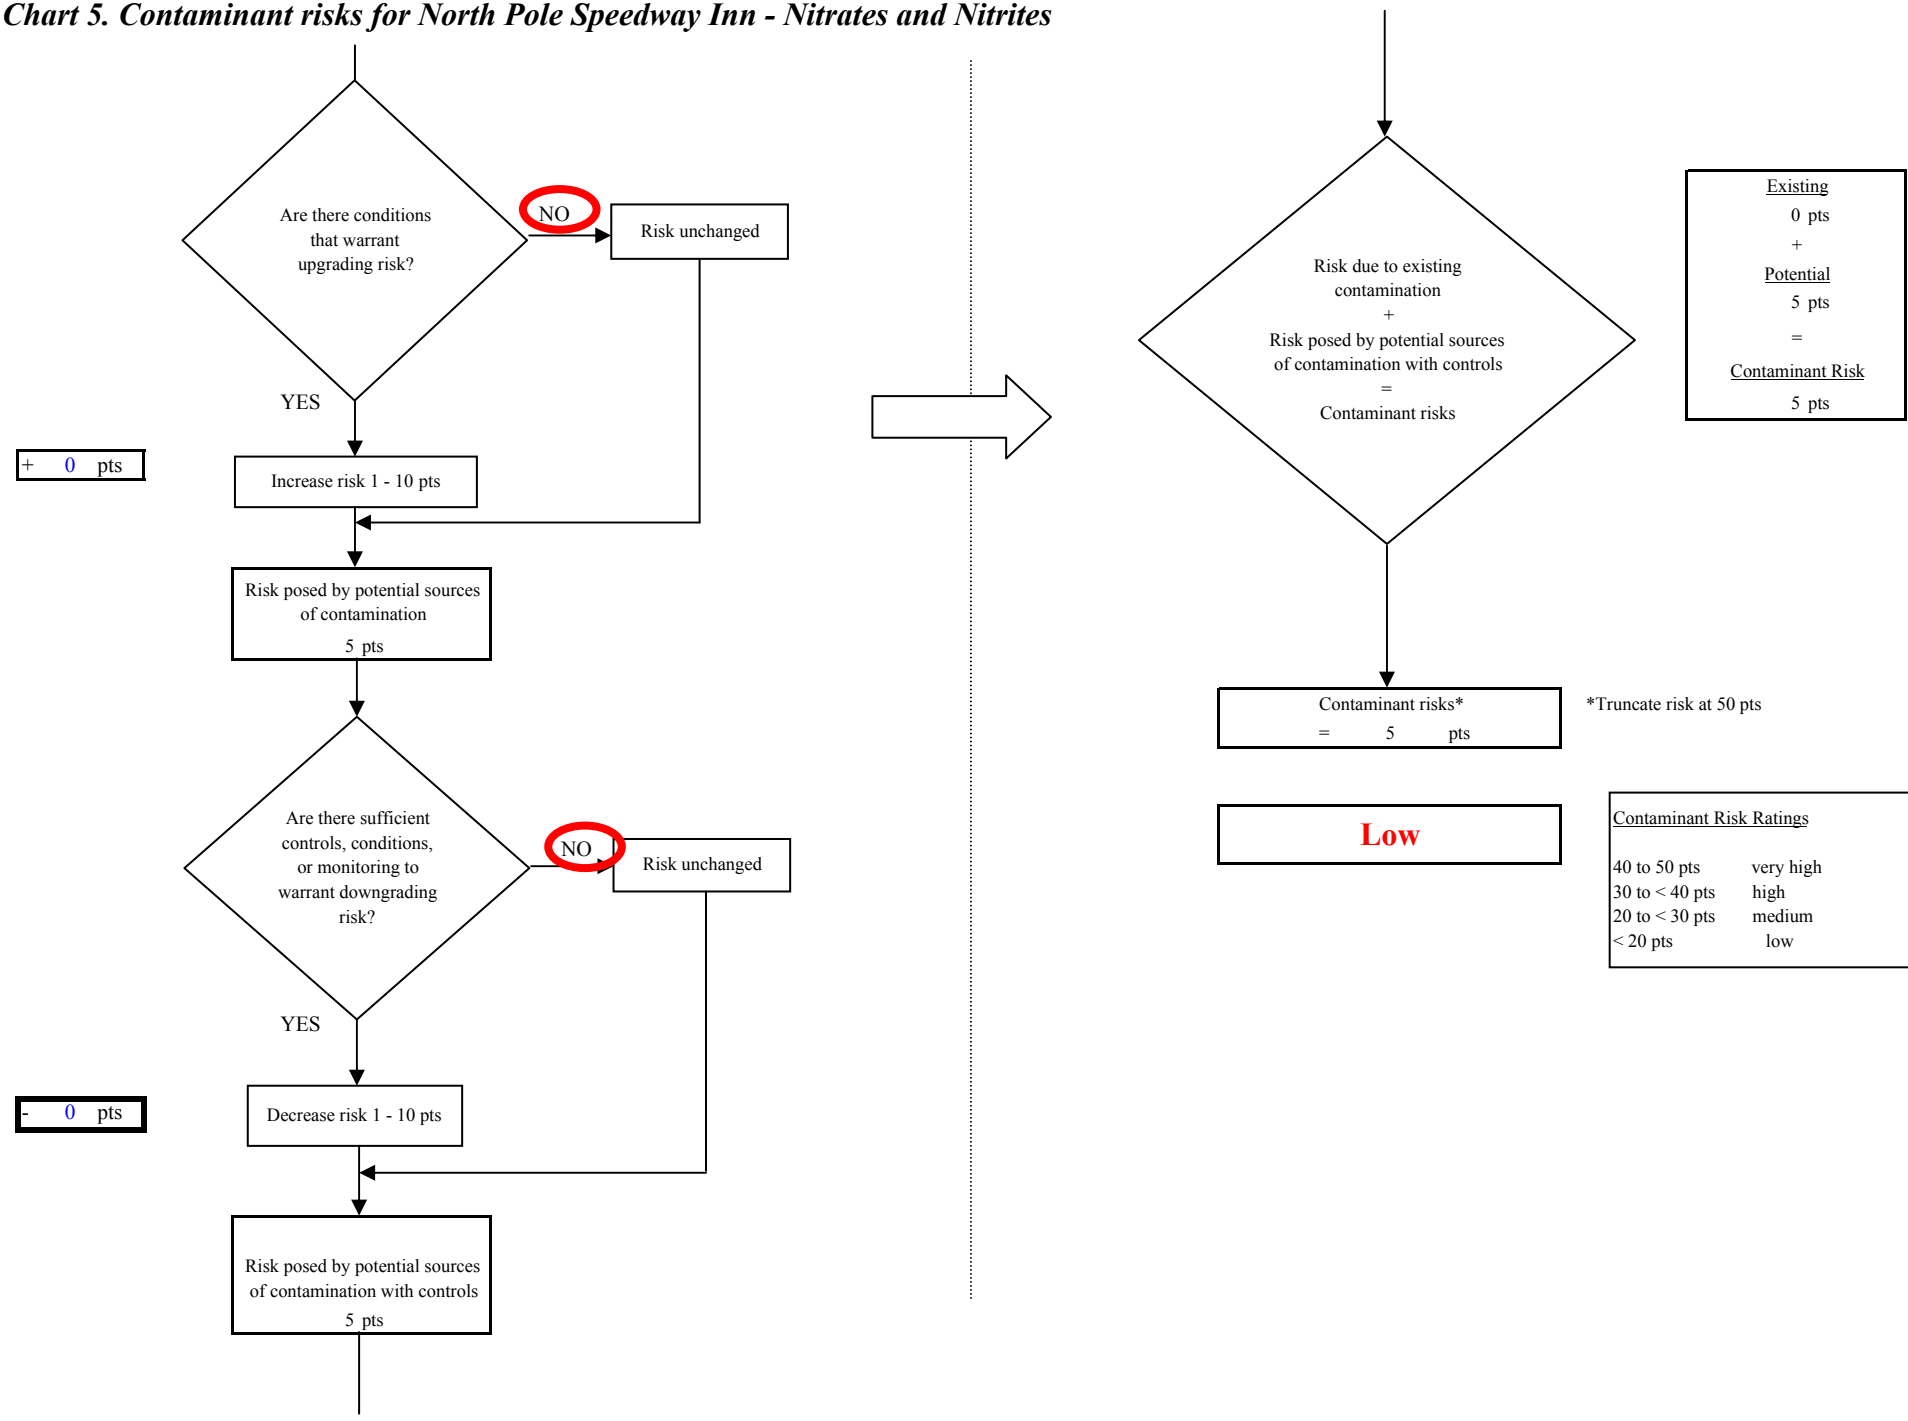 Chart 5. Contaminant risks for North Pole Speedway Inn - Nitrates and Nitrites
Are there conditions
that warrant
upgrading risk?
NO
Risk unchanged
YES
+ 0 pts
Increase risk 1 - 10 pts
Risk posed by potential sources
of contamination
5 pts
Are there sufficient
controls, conditions,
or monitoring to
warrant downgrading
risk?
NO
Risk unchanged
YES
- 0 pts
Decrease risk 1 - 10 pts
Risk posed by potential sources
of contamination with controls
5 pts
Risk due to existing
contamination
+
Risk posed by potential sources
of contamination with controls
=
Contaminant risks
Existing
0 pts
+
Potential
5 pts
=
Contaminant Risk
5 pts
Contaminant risks*
= 5 pts
*Truncate risk at 50 pts
Low
Contaminant Risk Ratings
40 to 50 pts very high
30 to < 40 pts high
20 to < 30 pts medium
< 20 pts low